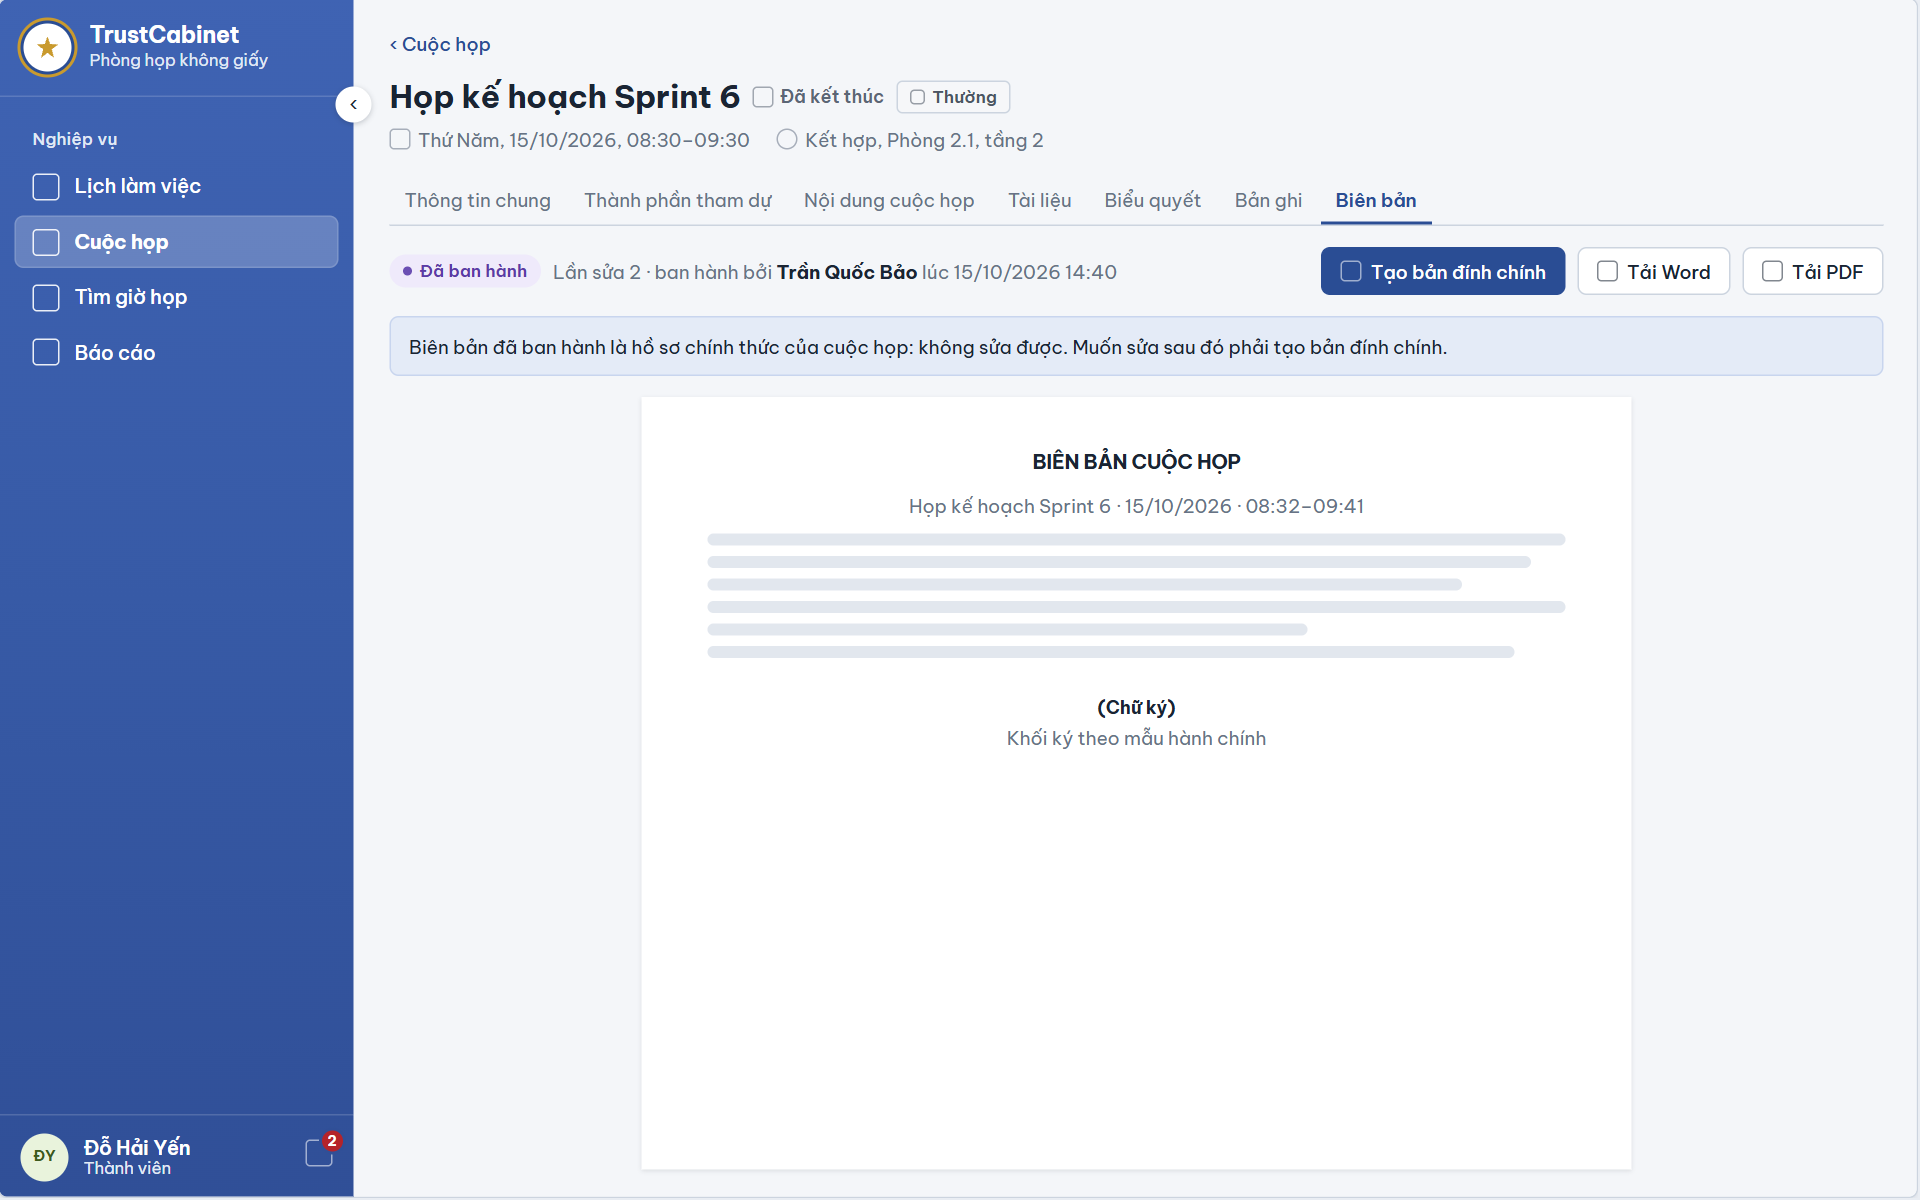 TrustCabinet
Phòng họp không giấy
Nghiệp vụ
Lịch làm việc
Cuộc họp
Tìm giờ họp
Báo cáo
ĐY
Đỗ Hải Yến
Thành viên
2
‹ Cuộc họp
Họp kế hoạch Sprint 6
Đã kết thúc
Thường
Thứ Năm, 15/10/2026, 08:30–09:30
Kết hợp, Phòng 2.1, tầng 2
Thông tin chung
Thành phần tham dự
Nội dung cuộc họp
Tài liệu
Biểu quyết
Bản ghi
Biên bản
Đã ban hành
Lần sửa 2 · ban hành bởi Trần Quốc Bảo lúc 15/10/2026 14:40
Tạo bản đính chính
Tải Word
Tải PDF
Biên bản đã ban hành là hồ sơ chính thức của cuộc họp: không sửa được. Muốn sửa sau đó phải tạo bản đính chính.
BIÊN BẢN CUỘC HỌP
Họp kế hoạch Sprint 6 · 15/10/2026 · 08:32–09:41
(Chữ ký)
Khối ký theo mẫu hành chính